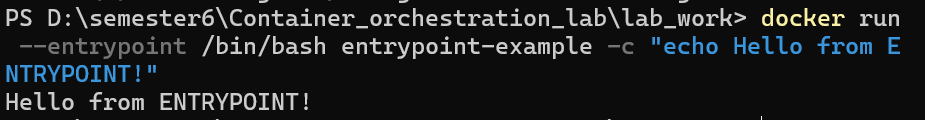 PS D:\semester6\Container_orchestration_lab\lab_work> docker run
--entrypoint /bin/bash entrypoint-example -c "echo Hello from E
NTRYPOINT!"
Hello from ENTRYPOINT!